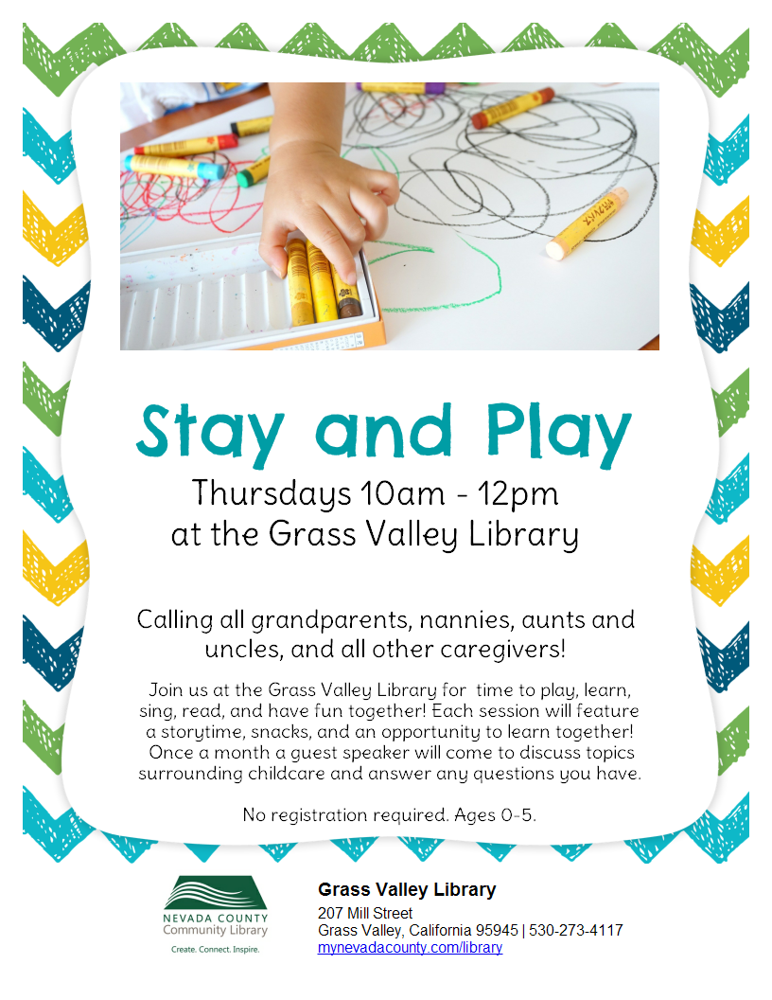 Stay and Play
Thursdays 10am - 12pm
at the Grass Valley Library
Calling all grandparents, nannies, aunts and
uncles, and all other caregivers!
Join us at the Grass Valley Library for time to play, learn,
sing, read, and have fun together! Each session will feature
a storytime, snacks, and an opportunity to learn together!
Once a month a guest speaker will come to discuss topics
surrounding childcare and answer any questions you have.
No registration required. Ages 0-5.
NEVADA COUNTY
Community Library
Create. Connect. Inspire.
Grass Valley Library
207 Mill Street
Grass Valley, California 95945 | 530-273-4117
mynevadacounty.com/library